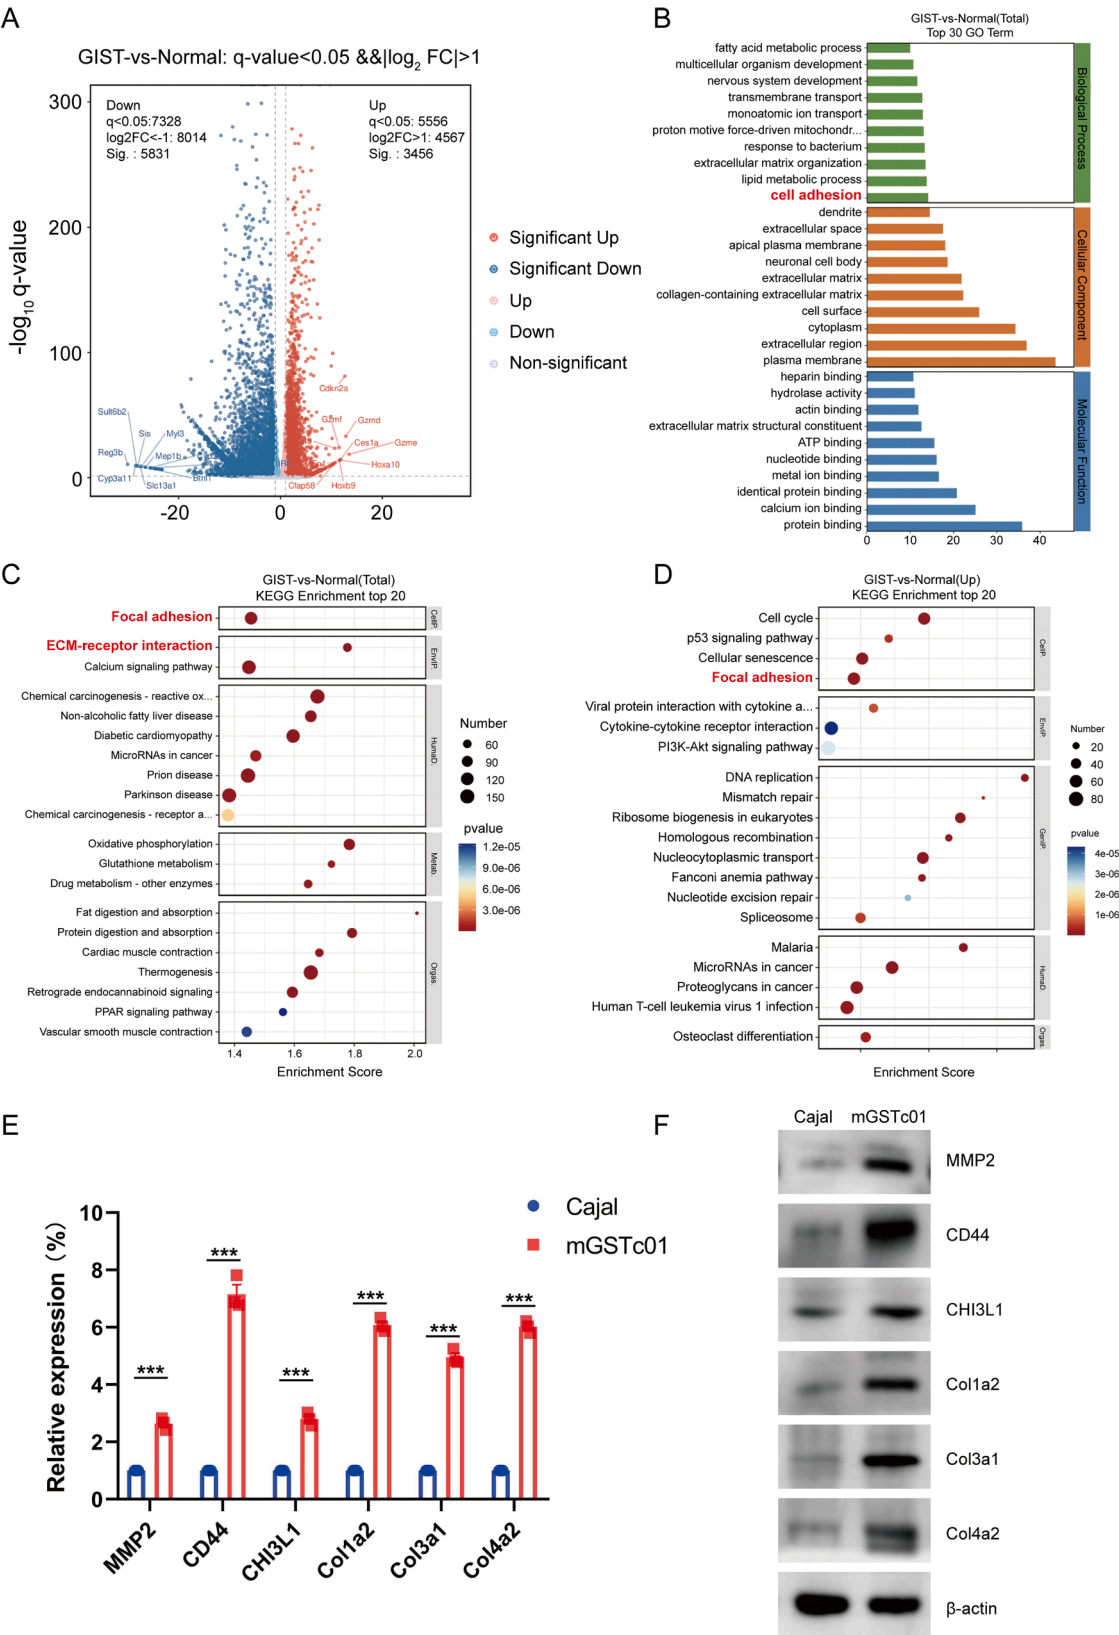 A
GIST-vs-Normal: q-value<0.05 &&|log2 FC|>1
Down
q<0.05:7328
log2FC<-1: 8014
Sig. : 5831
Up
q<0.05: 5556
log2FC>1: 4567
Sig. : 3456
-log10 q-value
300
200
100
0
-20
0
20
Cdkn2a
Gzmf
Gzmd
Ces1a
Gzme
Hoxa10
Cfap58
Hoxb9
Sult6b2
Sis
Myl3
Reg3b
Mep1b
Cyp3a11
Slc13a1
Significant Up
Significant Down
Up
Down
Non-significant
B
GIST-vs-Normal(Total)
Top 30 GO Term
fatty acid metabolic process
multicellular organism development
nervous system development
transmembrane transport
monoatomic ion transport
proton motive force-driven mitochondr...
response to bacterium
extracellular matrix organization
lipid metabolic process
cell adhesion
Biological Process
dendrite
extracellular space
apical plasma membrane
neuronal cell body
extracellular matrix
collagen-containing extracellular matrix
cell surface
cytoplasm
extracellular region
plasma membrane
Cellular Component
heparin binding
hydrolase activity
actin binding
extracellular matrix structural constituent
ATP binding
nucleotide binding
metal ion binding
identical protein binding
calcium ion binding
protein binding
Molecular Function
0
10
20
30
40
C
GIST-vs-Normal(Total)
KEGG Enrichment top 20
Focal adhesion
CellP.
ECM-receptor interaction
Calcium signaling pathway
EnvIP.
Chemical carcinogenesis - reactive ox...
Non-alcoholic fatty liver disease
Diabetic cardiomyopathy
MicroRNAs in cancer
Prion disease
Parkinson disease
Chemical carcinogenesis - receptor a...
HumaD.
Oxidative phosphorylation
Glutathione metabolism
Drug metabolism - other enzymes
Metab.
Fat digestion and absorption
Protein digestion and absorption
Cardiac muscle contraction
Thermogenesis
Retrograde endocannabinoid signaling
PPAR signaling pathway
Vascular smooth muscle contraction
Orgas.
1.4
1.6
1.8
2.0
Enrichment Score
Number
60
90
120
150
pvalue
1.2e-05
9.0e-06
6.0e-06
3.0e-06
D
GIST-vs-Normal(Up)
KEGG Enrichment top 20
Cell cycle
p53 signaling pathway
Cellular senescence
Focal adhesion
CellP.
Viral protein interaction with cytokine a...
Cytokine-cytokine receptor interaction
PI3K-Akt signaling pathway
EnvIP.
DNA replication
Mismatch repair
Ribosome biogenesis in eukaryotes
Homologous recombination
Nucleocytoplasmic transport
Fanconi anemia pathway
Nucleotide excision repair
Spliceosome
GenIP.
Malaria
MicroRNAs in cancer
Proteoglycans in cancer
Human T-cell leukemia virus 1 infection
HumaD.
Osteoclast differentiation
Orgas.
Enrichment Score
Number
20
40
60
80
pvalue
4e-05
3e-06
2e-06
1e-06
E
Relative expression (%)
10
8
6
4
2
0
***
***
***
***
***
***
MMP2
CD44
CHI3L1
Col1a2
Col3a1
Col4a2
Cajal
mGSTc01
F
Cajal
mGSTc01
MMP2
CD44
CHI3L1
Col1a2
Col3a1
Col4a2
β-actin